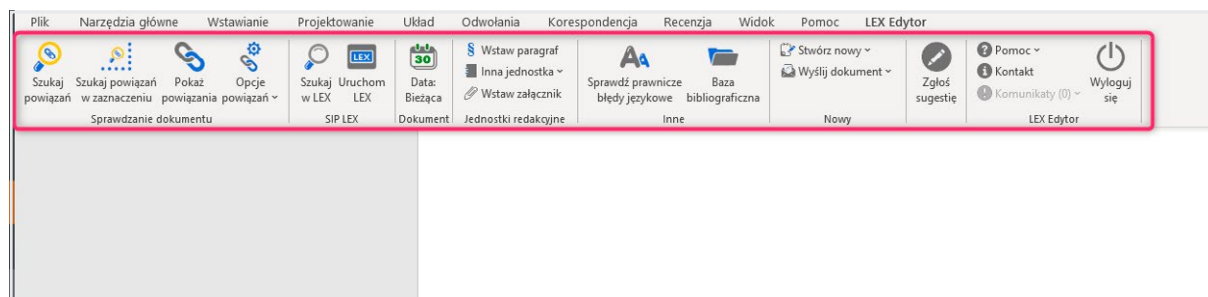 Plik Narzędzia główne Wstawianie Projektowanie Układ Odwołania Korespondencja Recenzja Widok Pomoc LEX Edytor
Szukaj powiązań
Szukaj powiązań w zaznaczeniu
Pokaż powiązania
Opcje powiązań
Sprawdzanie dokumentu
Szukaj w LEX
LEX
Uruchom LEX
SIP LEX
30
Data: Bieżąca
Dokument
§ Wstaw paragraf
Inna jednostka
Wstaw załącznik
Jednostki redakcyjne
Aa
Sprawdź prawnicze błędy językowe
Baza bibliograficzna
Inne
Stwórz nowy
Wyślij dokument
Nowy
Zgłoś sugestię
? Pomoc
Kontakt
Komunikaty (0)
Wyloguj się
LEX Edytor